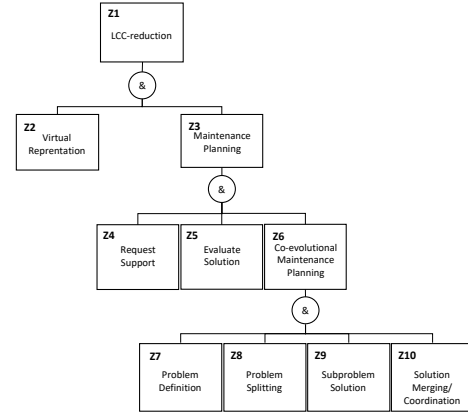 Z1
LCC-reduction
&
Z2
Virtual
Reprentation
Z3
Maintenance
Planning
&
Z4
Request
Support
Z5
Evaluate
Solution
Z6
Co-evolutional
Maintenance
Planning
&
Z7
Problem
Definition
Z8
Problem
Splitting
Z9
Subproblem
Solution
Z10
Solution
Merging/
Coordination